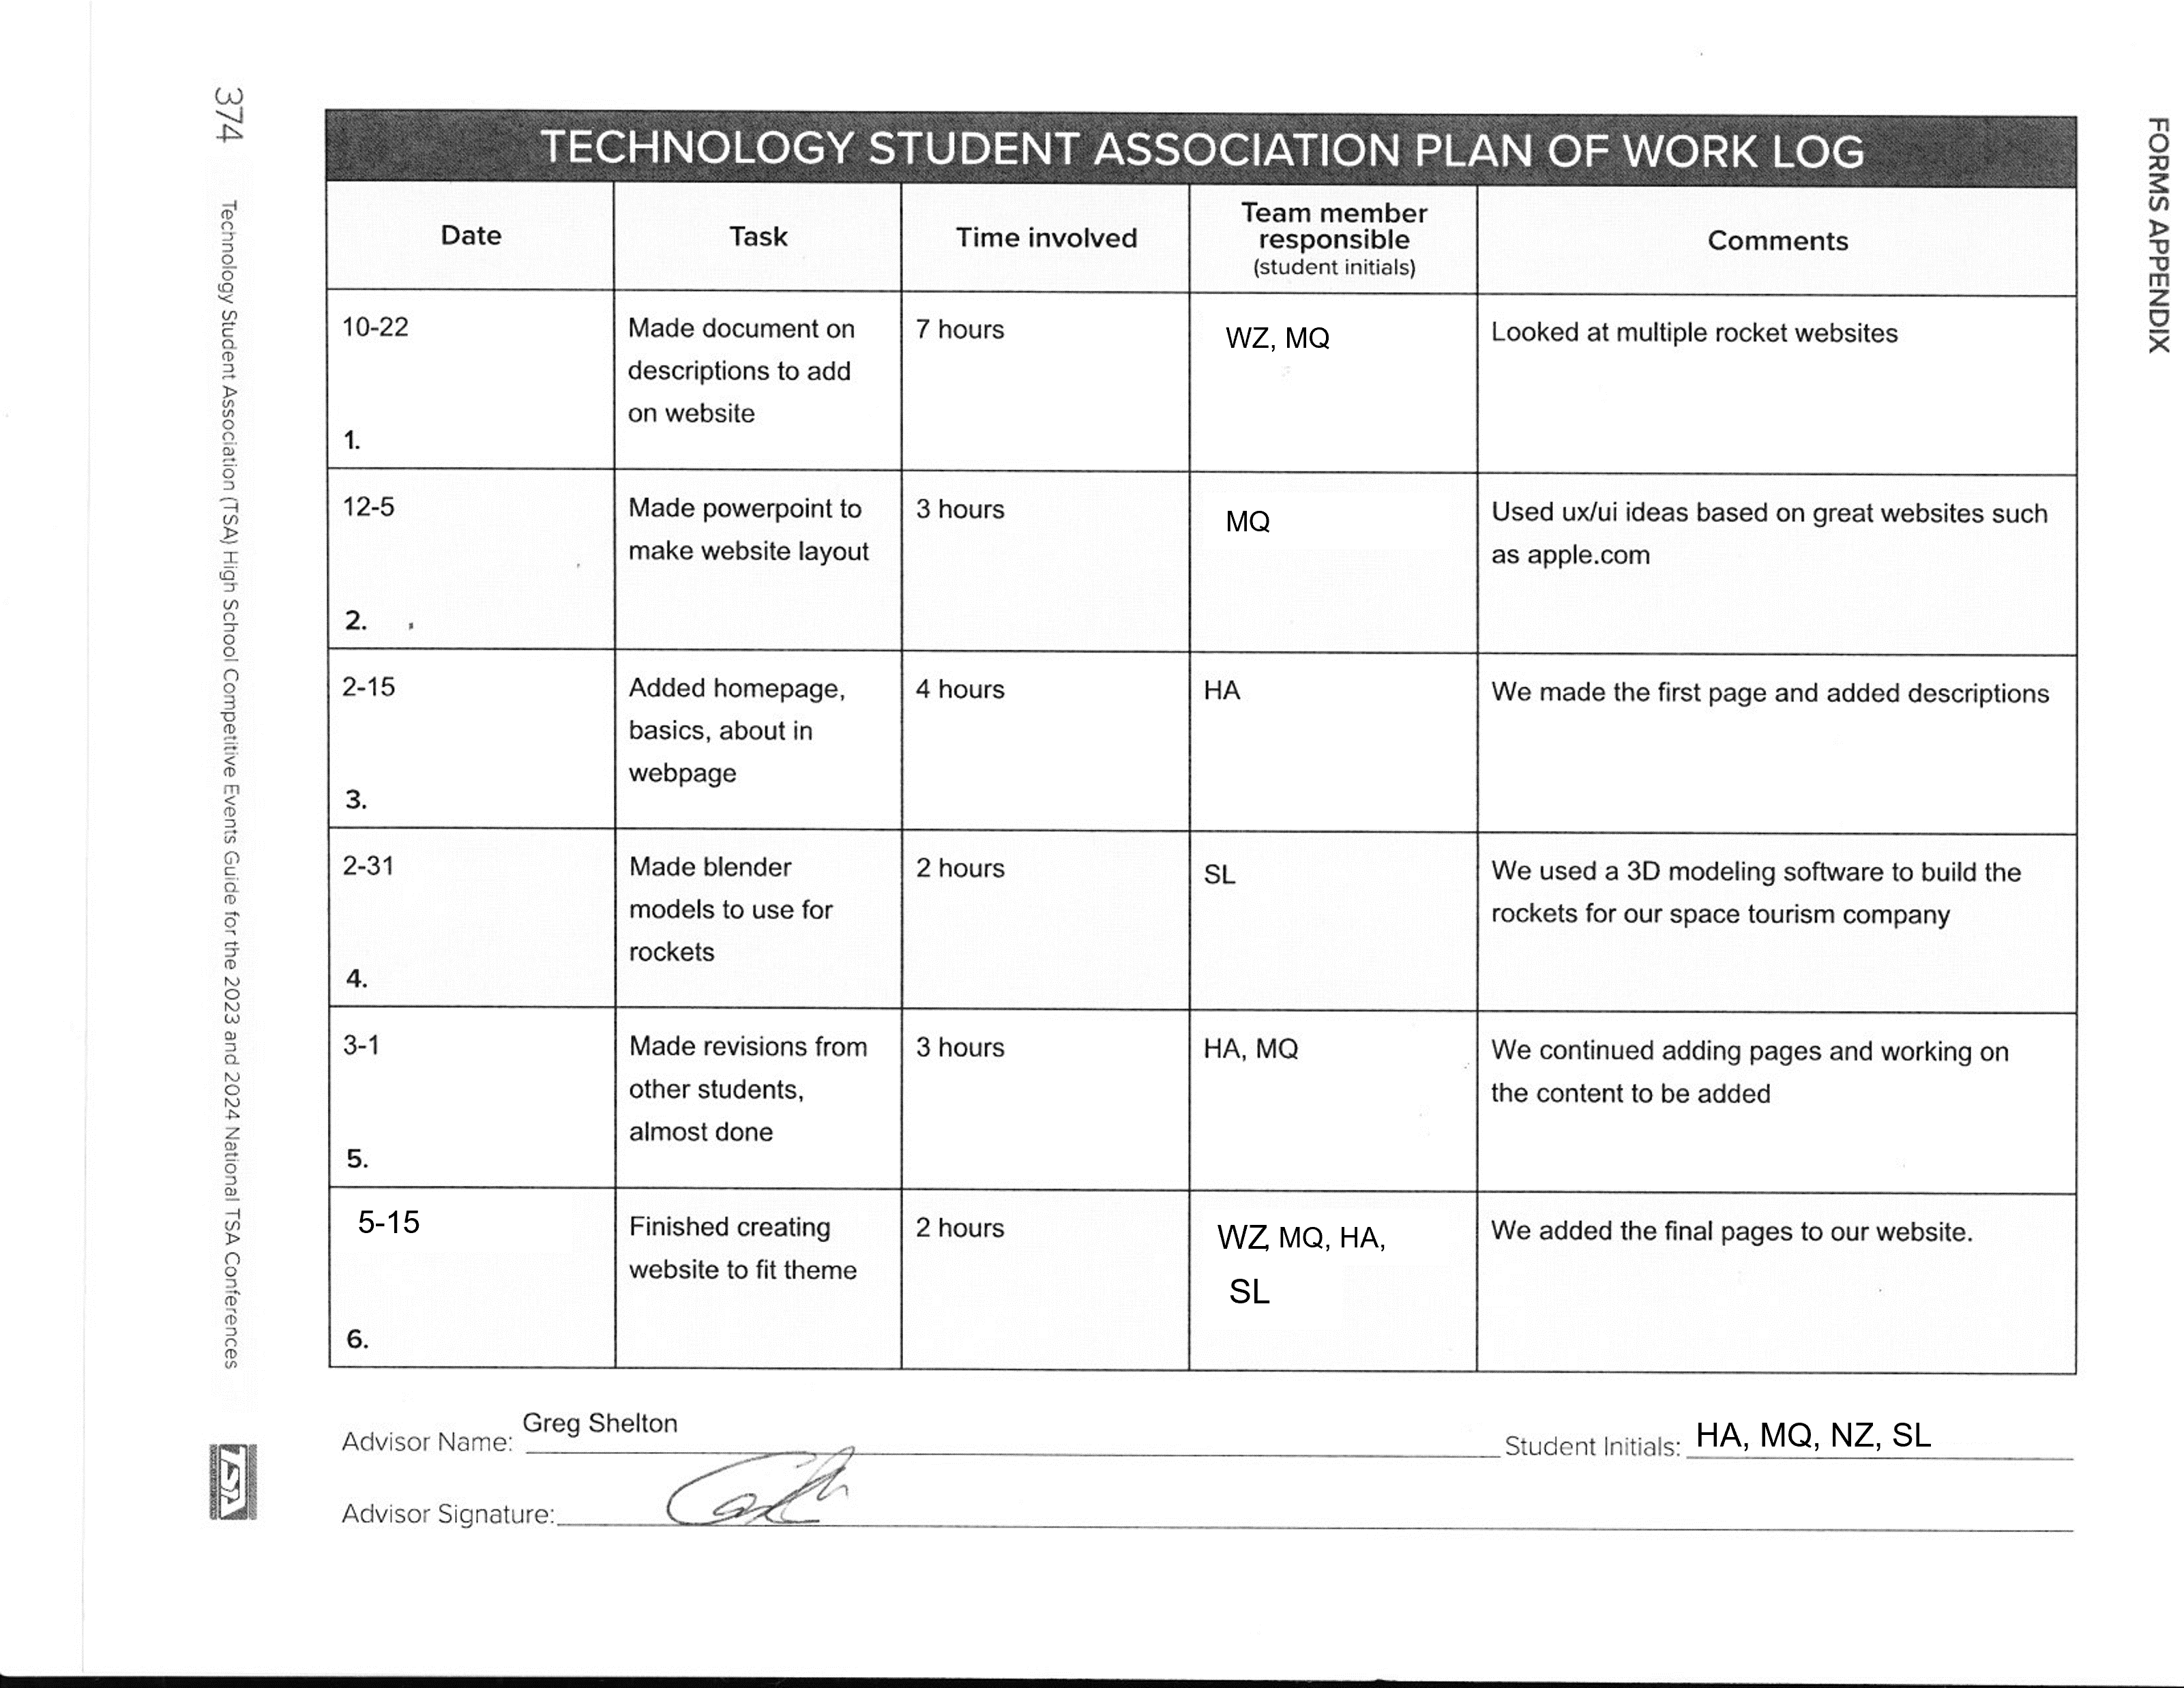 FORMS APPENDIX
TECHNOLOGY STUDENT ASSOCIATION PLAN OF WORK LOG
Date
Task
Time involved
Team member
responsible
(student initials)
Comments
10-22
1.
Made document on
descriptions to add
on website
7 hours
WZ, MQ
Looked at multiple rocket websites
12-5
2.
Made powerpoint to
make website layout
3 hours
MQ
Used ux/ui ideas based on great websites such
as apple.com
2-15
3.
Added homepage,
basics, about in
webpage
4 hours
HA
We made the first page and added descriptions
2-31
4.
Made blender
models to use for
rockets
2 hours
SL
We used a 3D modeling software to build the
rockets for our space tourism company
3-1
5.
Made revisions from
other students,
almost done
3 hours
HA, MQ
We continued adding pages and working on
the content to be added
5-15
6.
Finished creating
website to fit theme
2 hours
WZ, MQ, HA,
SL
We added the final pages to our website.
Advisor Name: Greg Shelton
Student Initials: HA, MQ, NZ, SL
Advisor Signature:
374
Technology Student Association (TSA) High School Competitive Events Guide for the 2023 and 2024 National TSA Conferences
TSA